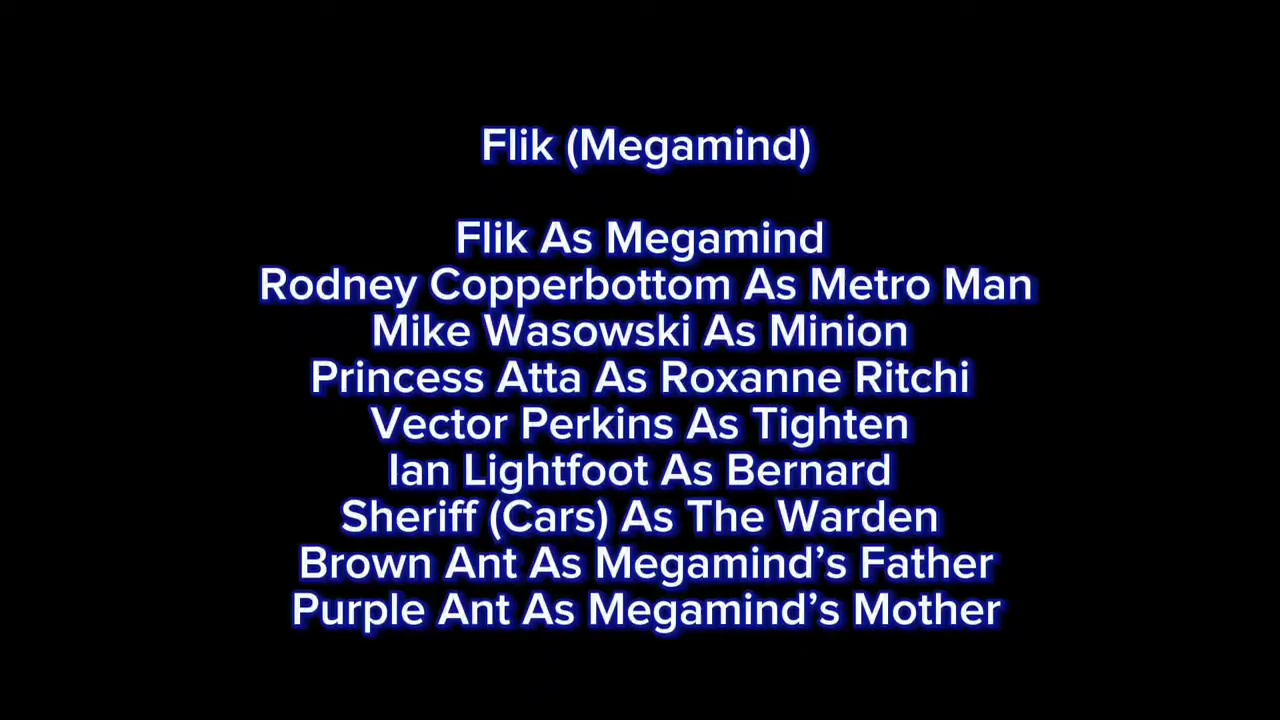 Flik (Megamind)
Flik As Megamind
Rodney Copperbottom As Metro Man
Mike Wasowski As Minion
Princess Atta As Roxanne Ritchi
Vector Perkins As Tighten
Ian Lightfoot As Bernard
Sheriff (Cars) As The Warden
Brown Ant As Megamind’s Father
Purple Ant As Megamind’s Mother